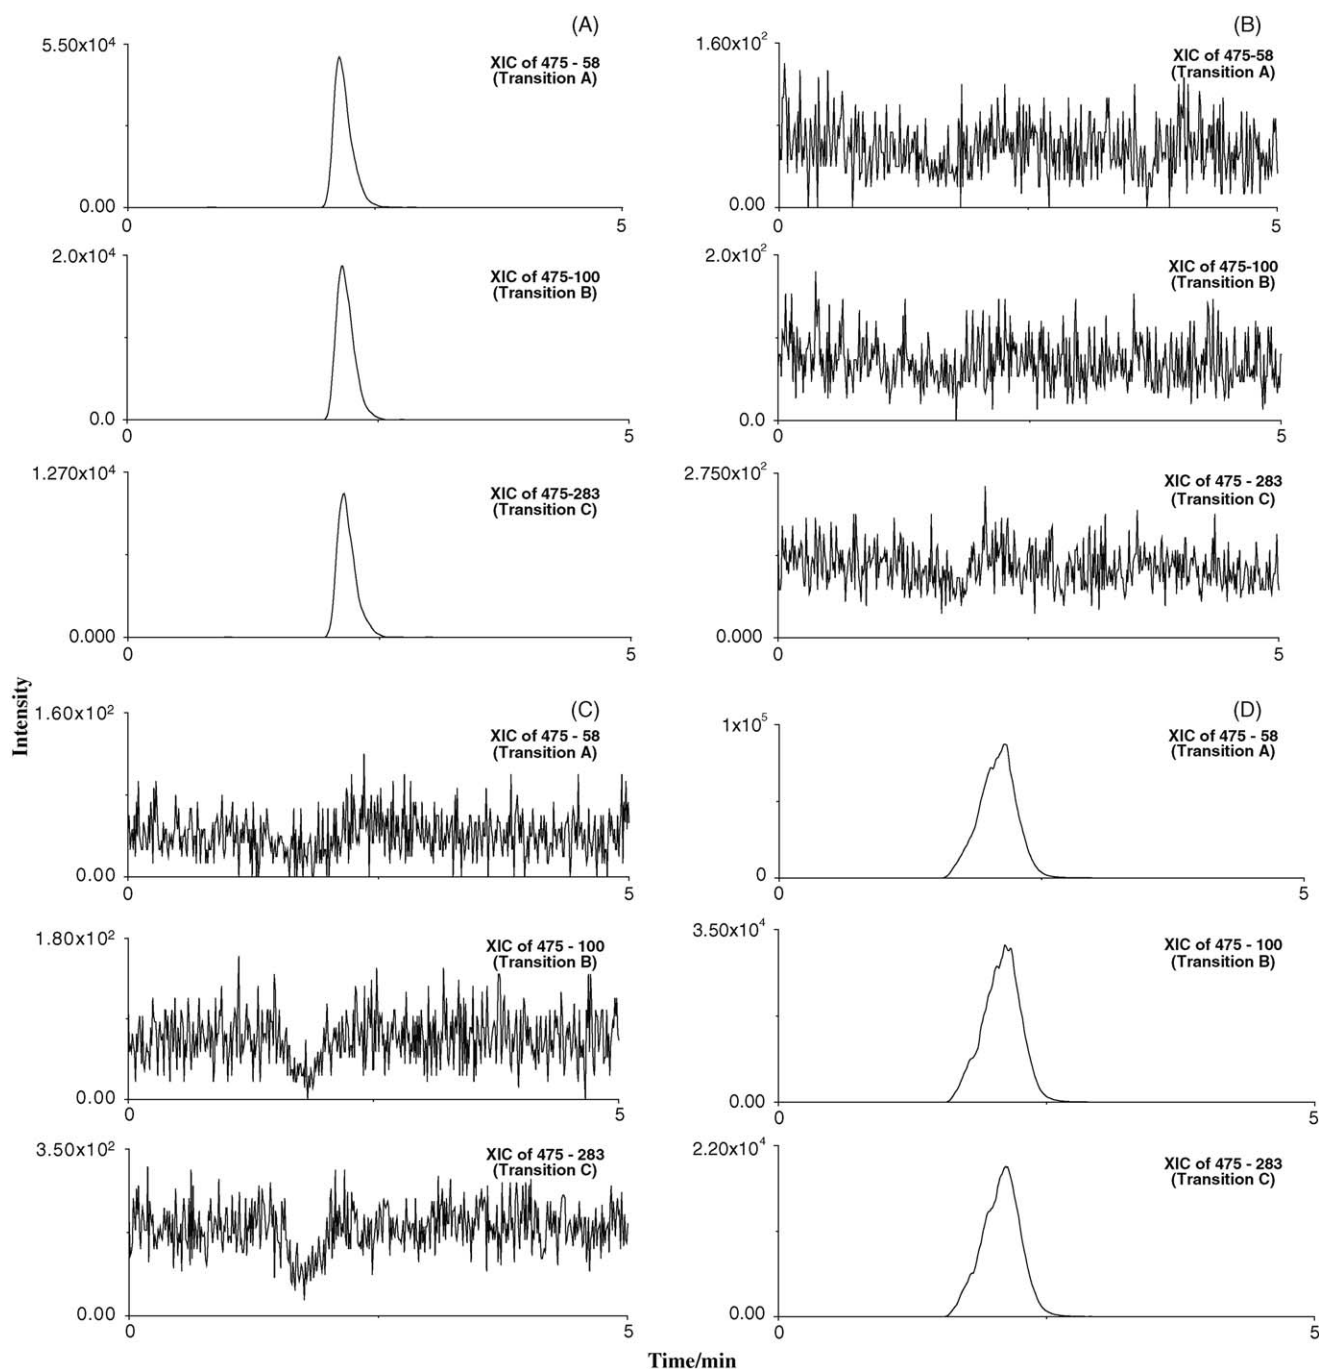 (A)
5.50x10⁴
XIC of 475 - 58
(Transition A)
0.00
0
5
2.0x10⁴
XIC of 475-100
(Transition B)
0.0
0
5
1.270x10⁴
XIC of 475-283
(Transition C)
0.000
0
5
(B)
1.60x10²
XIC of 475-58
(Transition A)
0.00
0
5
2.0x10²
XIC of 475-100
(Transition B)
0.0
0
5
2.750x10²
XIC of 475 - 283
(Transition C)
0.000
0
5
Intensity
(C)
1.60x10²
XIC of 475 - 58
(Transition A)
0.00
0
5
1.80x10²
XIC of 475 - 100
(Transition B)
0.00
0
5
3.50x10²
XIC of 475 - 283
(Transition C)
0.00
0
5
(D)
1x10⁵
XIC of 475 - 58
(Transition A)
0
0
5
3.50x10⁴
XIC of 475 - 100
(Transition B)
0.00
0
5
2.20x10⁴
XIC of 475 - 283
(Transition C)
0.00
0
5
Time/min